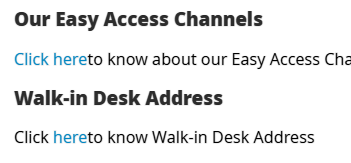 Our Easy Access Channels
Click hereto know about our Easy Access Cha
Walk-in Desk Address
Click hereto know Walk-in Desk Address